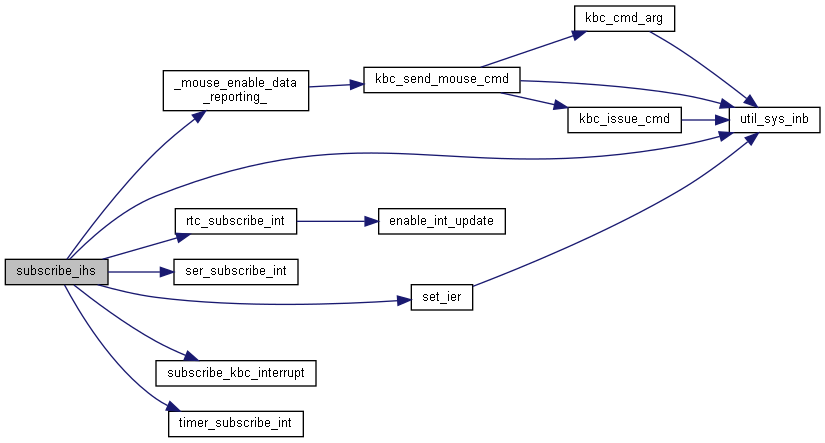 kbc_cmd_arg
_mouse_enable_data
_reporting_
kbc_send_mouse_cmd
kbc_issue_cmd
util_sys_inb
rtc_subscribe_int
enable_int_update
subscribe_ihs
ser_subscribe_int
set_ier
subscribe_kbc_interrupt
timer_subscribe_int